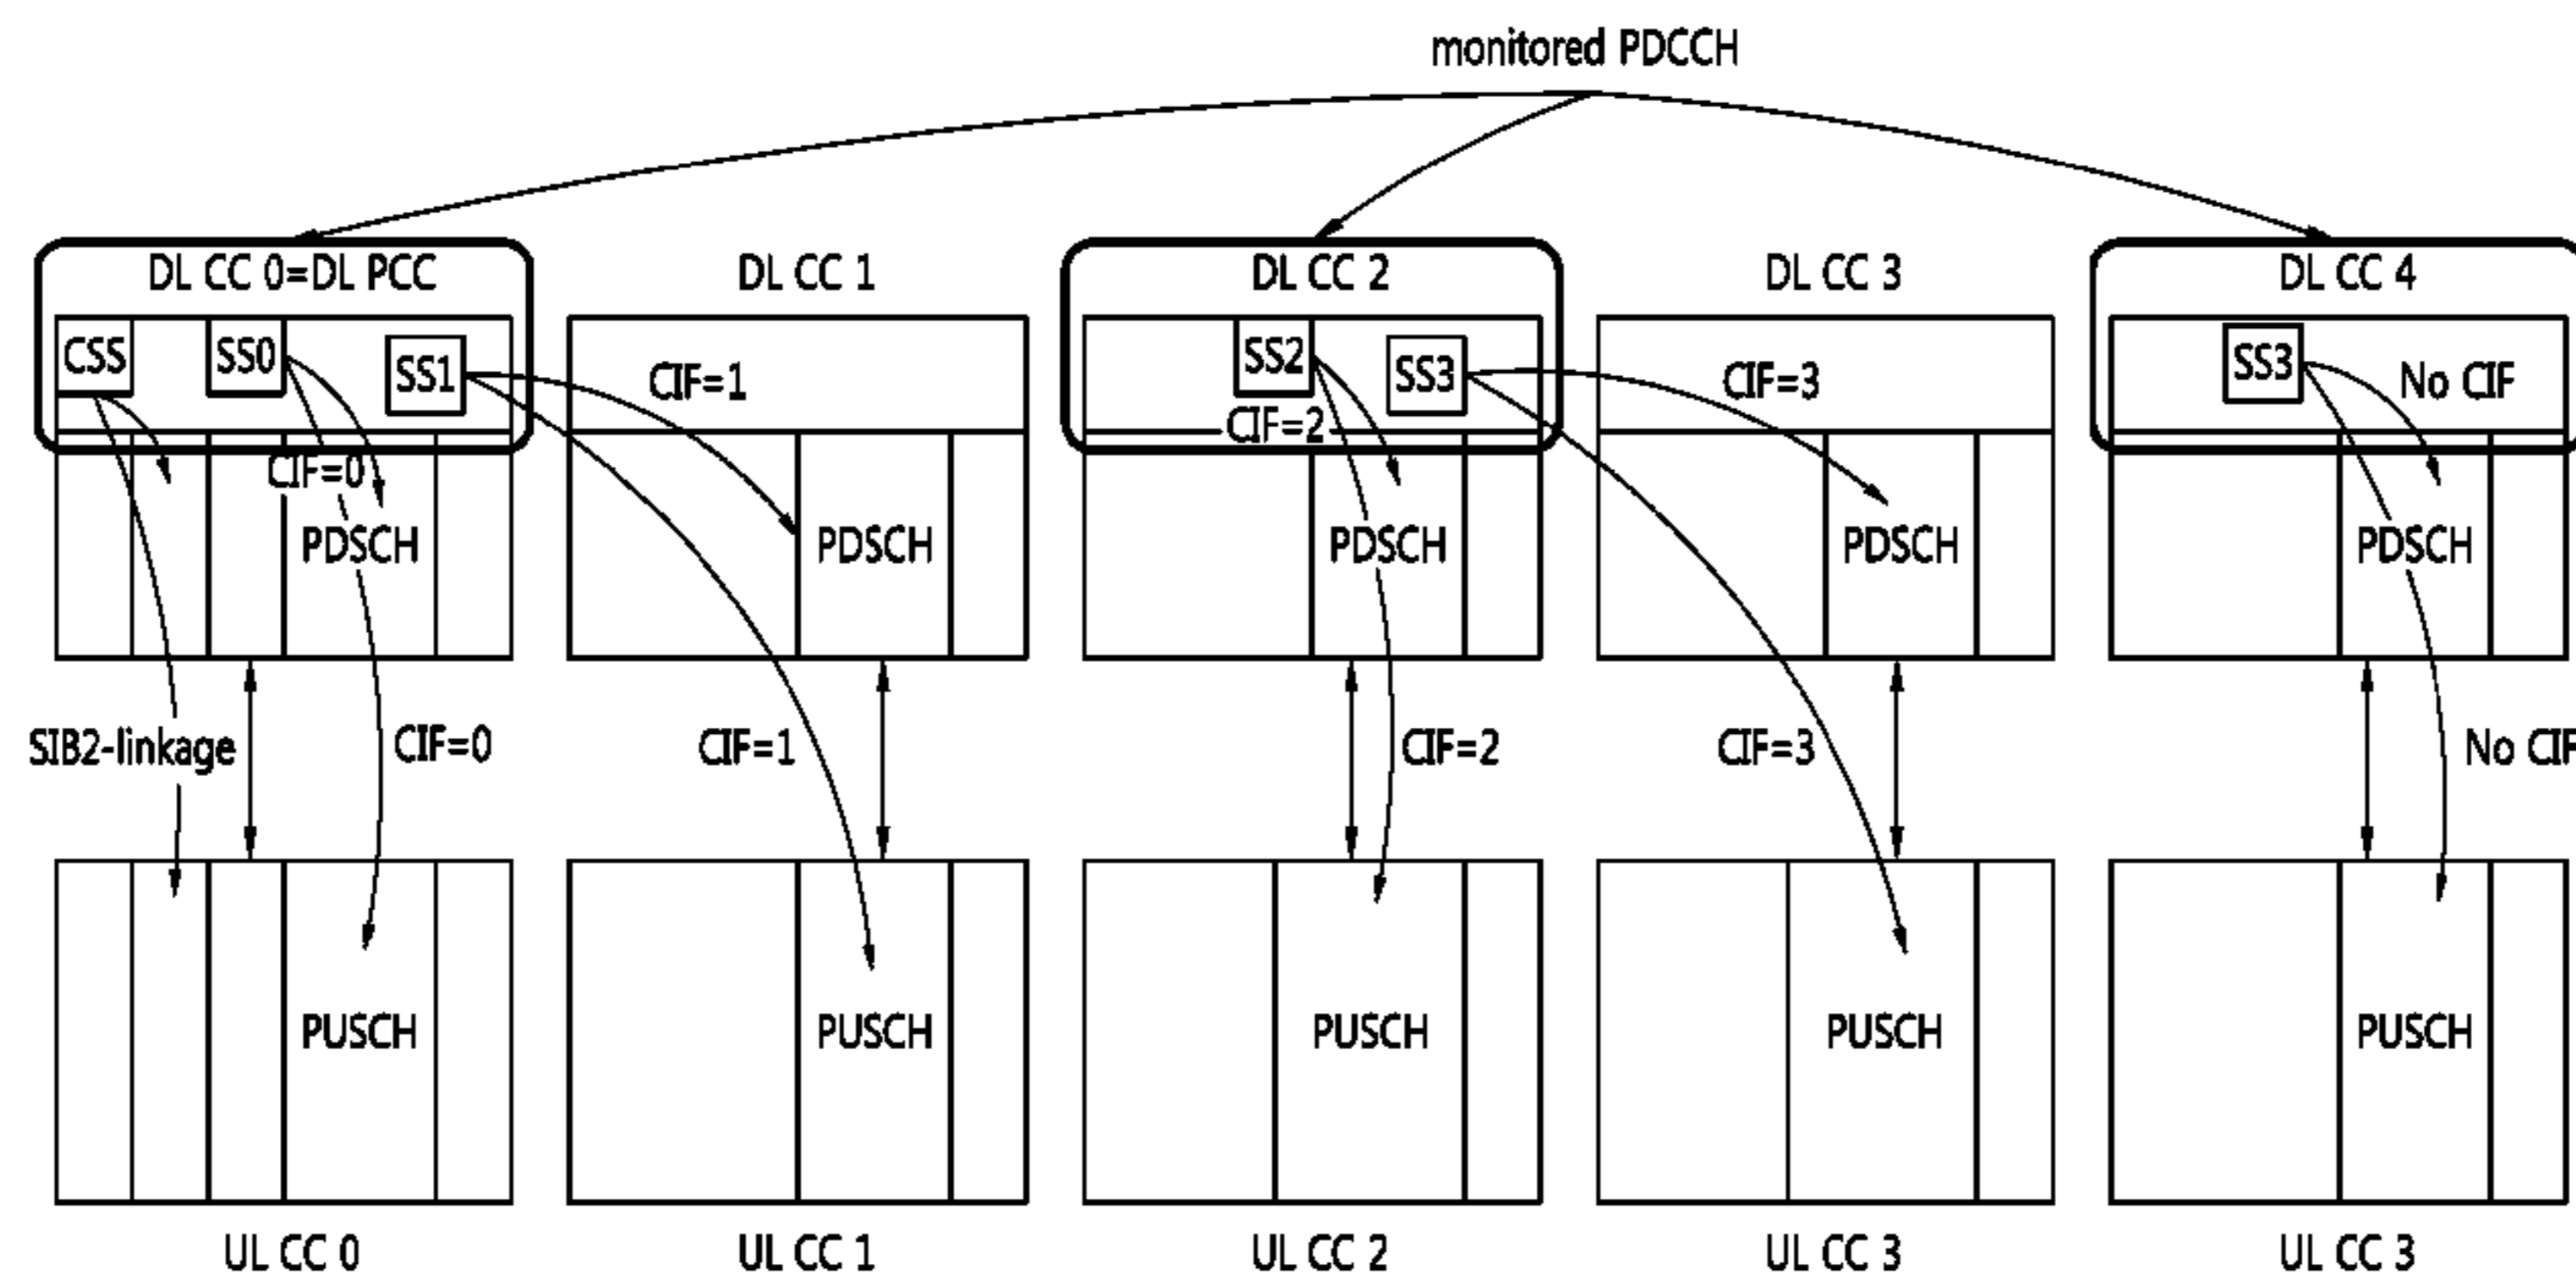 monitored PDCCH
DL CC 0=DL PCC
DL CC 1
DL CC 2
DL CC 3
DL CC 4
CSS
SS0
SS1
CIF=1
SS2
SS3
CIF=3
SS3
No CIF
CIF=2
CIF=0
PDSCH
PDSCH
PDSCH
PDSCH
PDSCH
SIB2-linkage
CIF=0
CIF=1
CIF=2
CIF=3
No CIF
PUSCH
PUSCH
PUSCH
PUSCH
PUSCH
UL CC 0
UL CC 1
UL CC 2
UL CC 3
UL CC 3